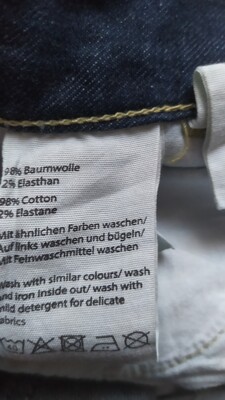 98% Baumwolle
2% Elasthan
98% Cotton
2% Elastane
Mit ähnlichen Farben waschen/
Auf links waschen und bügeln/
Mit Feinwaschmittel waschen
Wash with similar colours/ wash
and iron inside out/ wash with
mild detergent for delicate
fabrics